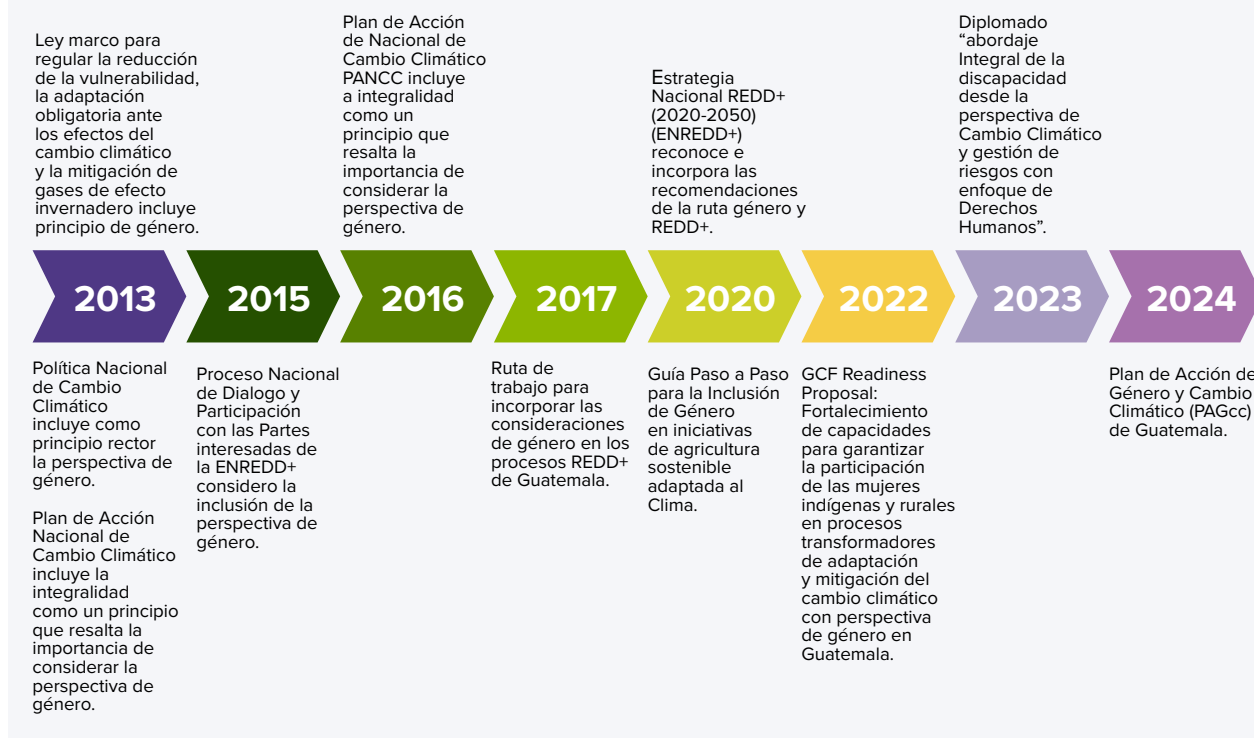 Ley marco para
regular la reducción
de la vulnerabilidad,
la adaptación
obligatoria ante
los efectos del
cambio climático
y la mitigación de
gases de efecto
invernadero incluye
principio de género.
Plan de Acción
de Nacional de
Cambio Climático
PANCC incluye
a integralidad
como un
principio que
resalta la
importancia de
considerar la
perspectiva de
género.
Estrategia
Nacional REDD+
(2020-2050)
(ENREDD+)
reconoce e
incorpora las
recomendaciones
de la ruta género y
REDD+.
Diplomado
“abordaje
Integral de la
discapacidad
desde la
perspectiva de
Cambio Climático
y gestión de
riesgos con
enfoque de
Derechos
Humanos”.
2013
2015
2016
2017
2020
2022
2023
2024
Política Nacional
de Cambio
Climático
incluye como
principio rector
la perspectiva de
género.
Plan de Acción
Nacional de
Cambio Climático
incluye la
integralidad
como un principio
que resalta la
importancia de
considerar la
perspectiva de
género.
Proceso Nacional
de Dialogo y
Participación
con las Partes
interesadas de
la ENREDD+
considero la
inclusión de la
perspectiva de
género.
Ruta de
trabajo para
incorporar las
consideraciones
de género en los
procesos REDD+
de Guatemala.
Guía Paso a Paso
para la Inclusión
de Género
en iniciativas
de agricultura
sostenible
adaptada al
Clima.
GCF Readiness
Proposal:
Fortalecimiento
de capacidades
para garantizar
la participación
de las mujeres
indígenas y rurales
en procesos
transformadores
de adaptación
y mitigación del
cambio climático
con perspectiva
de género en
Guatemala.
Plan de Acción de
Género y Cambio
Climático (PAGcc)
de Guatemala.